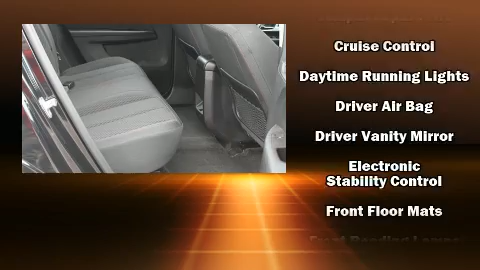 Cruise Control
Daytime Running Lights
Driver Air Bag
Driver Vanity Mirror
Electronic
Stability Control
Front Floor Mats